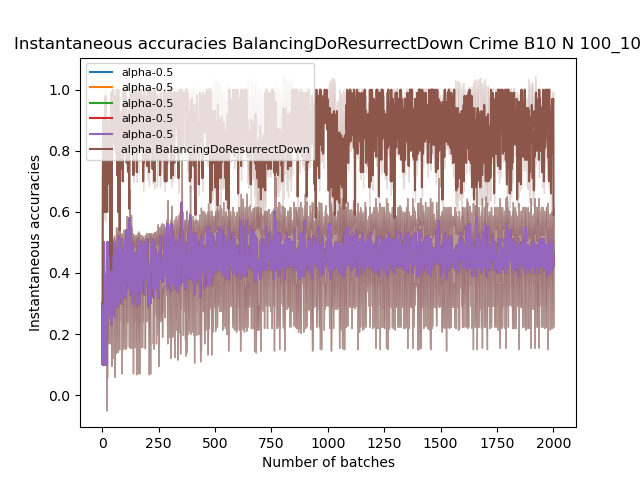 Instantaneous accuracies BalancingDoResurrectDown Crime B10 N 100_10
alpha-0.5
alpha-0.5
alpha-0.5
alpha-0.5
alpha-0.5
alpha BalancingDoResurrectDown
Instantaneous accuracies
1.0
0.8
0.6
0.4
0.2
0.0
0 250 500 750 1000 1250 1500 1750 2000
Number of batches